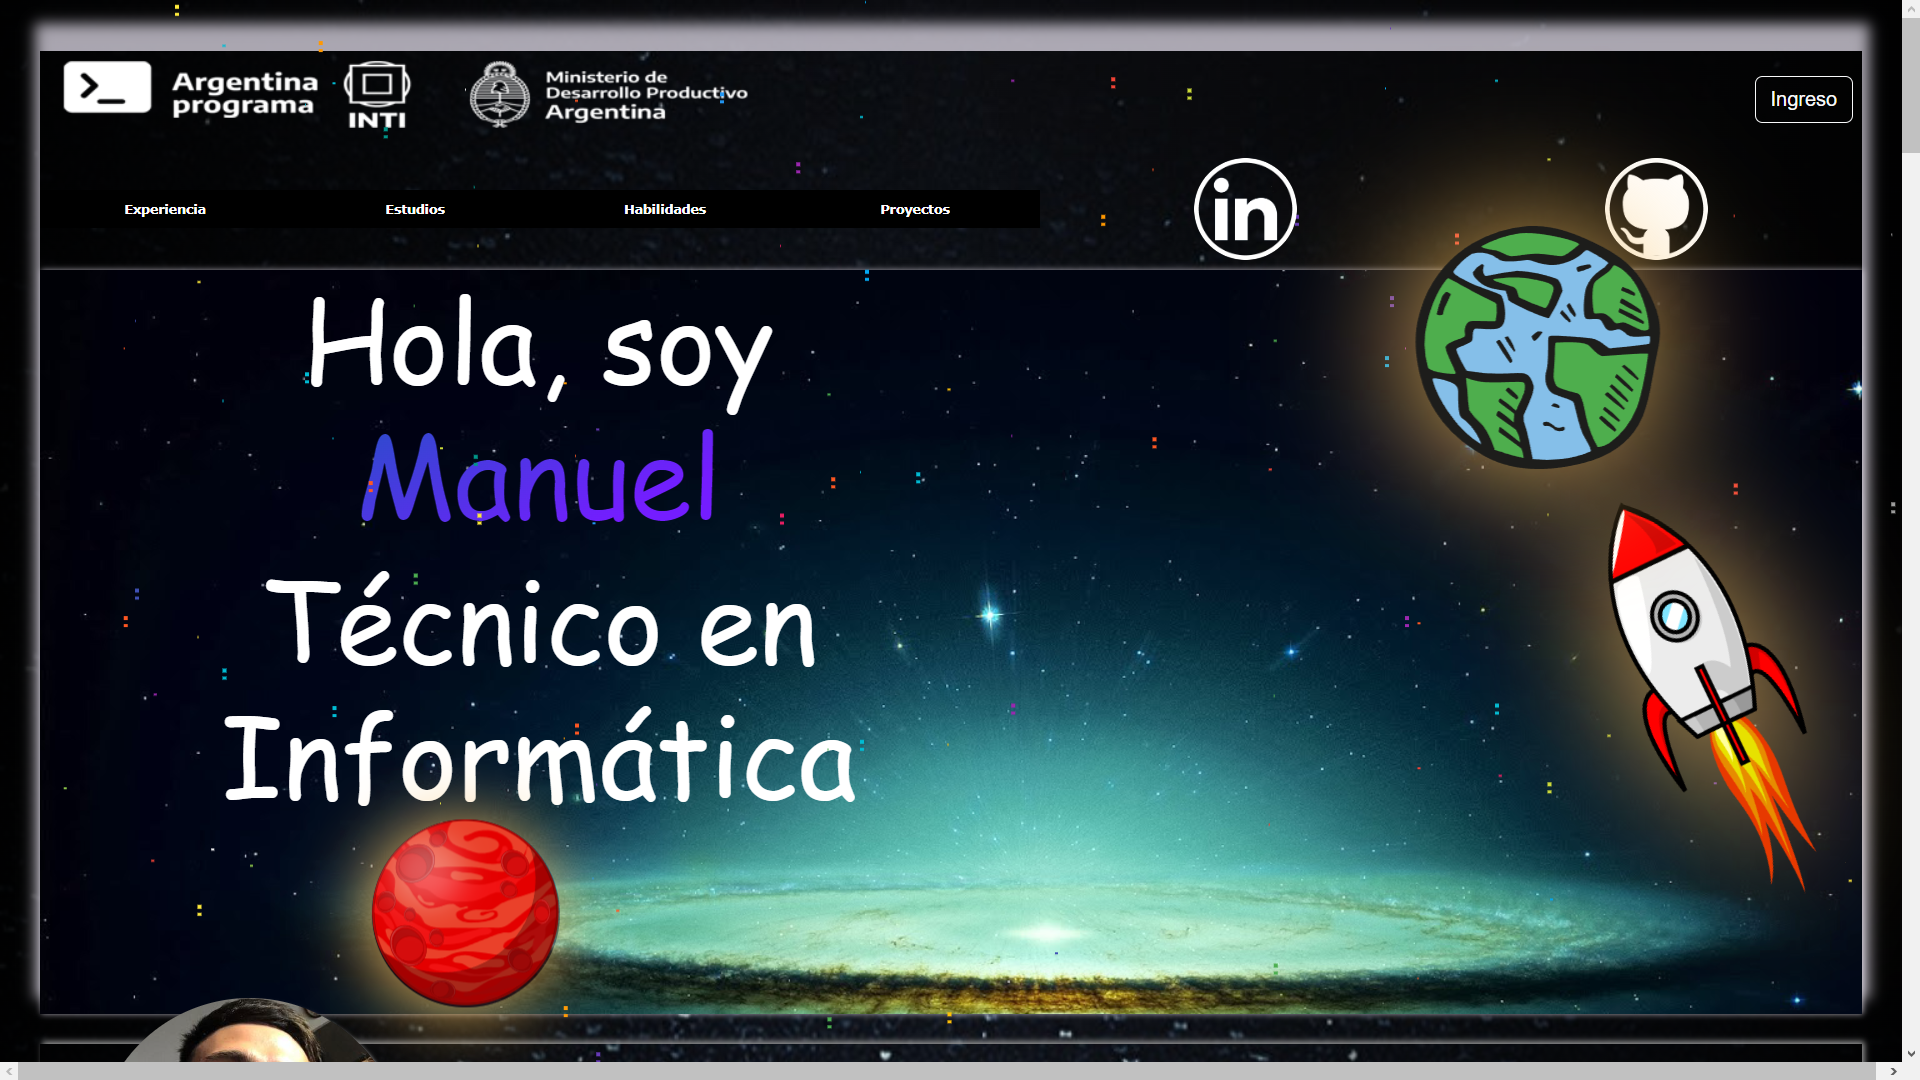 Argentina
programa
INTI
Ministerio de
Desarrollo Productivo
Argentina
Ingreso
in
Experiencia
Estudios
Habilidades
Proyectos
Hola, soy
Manuel
Técnico en
Informática